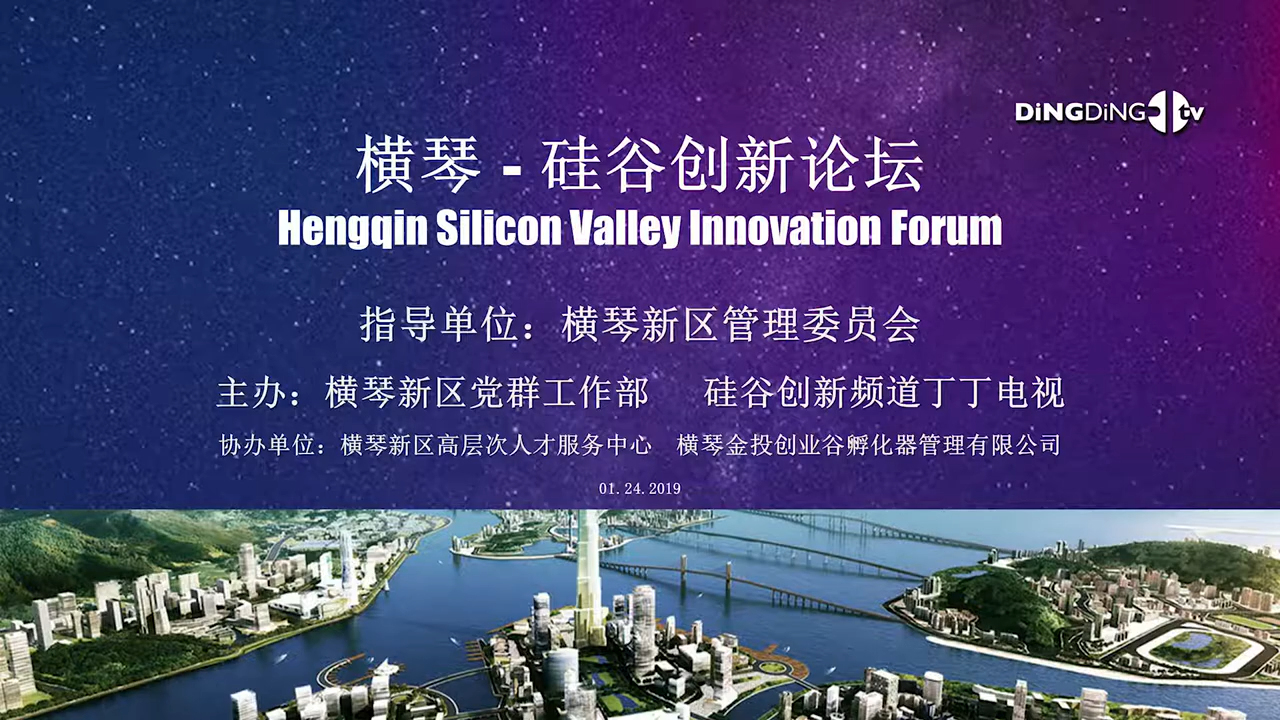 DiNGDiNG tv
横琴 - 硅谷创新论坛
Hengqin Silicon Valley Innovation Forum
指导单位：横琴新区管理委员会
主办：横琴新区党群工作部 硅谷创新频道丁丁电视
协办单位：横琴新区高层次人才服务中心 横琴金投创业谷孵化器管理有限公司
01.24.2019